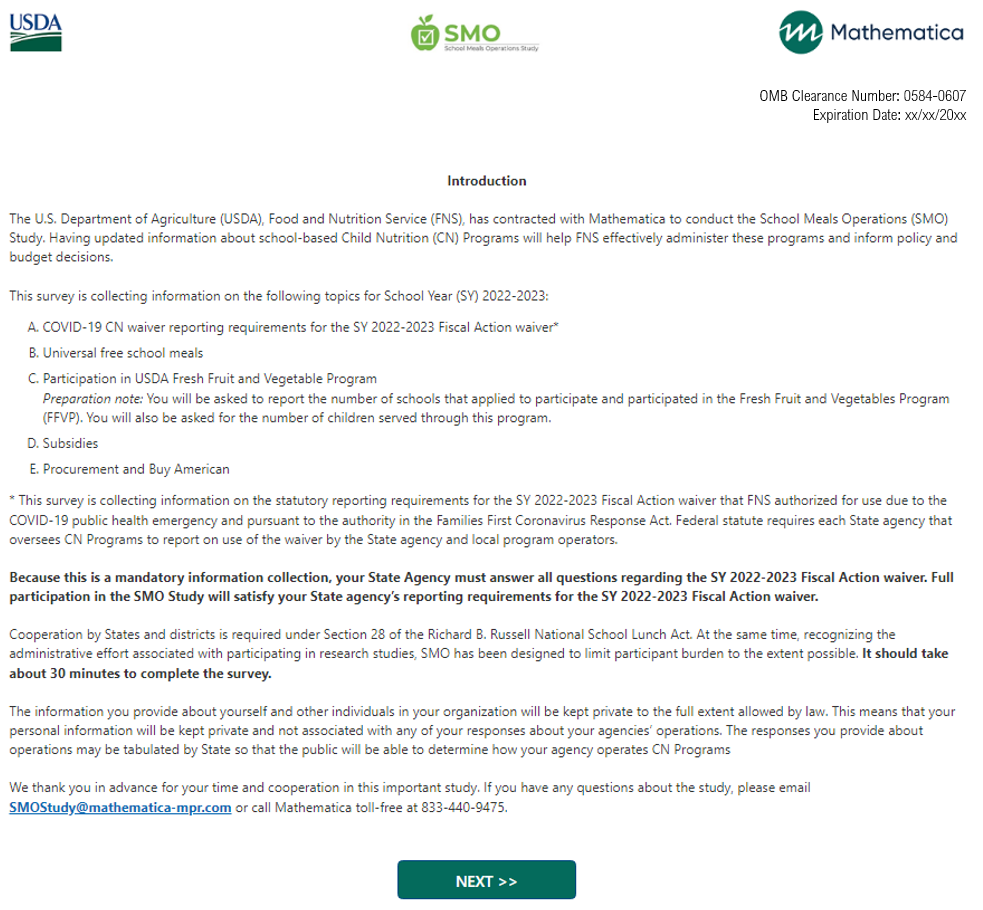 USDA
SMO
School Meals Operations Study
Mathematica
OMB Clearance Number: 0584-0607
Expiration Date: xx/xx/20xx
Introduction
The U.S. Department of Agriculture (USDA), Food and Nutrition Service (FNS), has contracted with Mathematica to conduct the School Meals Operations (SMO)
Study. Having updated information about school-based Child Nutrition (CN) Programs will help FNS effectively administer these programs and inform policy and
budget decisions.
This survey is collecting information on the following topics for School Year (SY) 2022-2023:
A. COVID-19 CN waiver reporting requirements for the SY 2022-2023 Fiscal Action waiver*
B. Universal free school meals
C. Participation in USDA Fresh Fruit and Vegetable Program
Preparation note: You will be asked to report the number of schools that applied to participate and participated in the Fresh Fruit and Vegetables Program
(FFVP). You will also be asked for the number of children served through this program.
D. Subsidies
E. Procurement and Buy American
* This survey is collecting information on the statutory reporting requirements for the SY 2022-2023 Fiscal Action waiver that FNS authorized for use due to the
COVID-19 public health emergency and pursuant to the authority in the Families First Coronavirus Response Act. Federal statute requires each State agency that
oversees CN Programs to report on use of the waiver by the State agency and local program operators.
Because this is a mandatory information collection, your State Agency must answer all questions regarding the SY 2022-2023 Fiscal Action waiver. Full
participation in the SMO Study will satisfy your State agency's reporting requirements for the SY 2022-2023 Fiscal Action waiver.
Cooperation by States and districts is required under Section 28 of the Richard B. Russell National School Lunch Act. At the same time, recognizing the
administrative effort associated with participating in research studies, SMO has been designed to limit participant burden to the extent possible. It should take
about 30 minutes to complete the survey.
The information you provide about yourself and other individuals in your organization will be kept private to the full extent allowed by law. This means that your
personal information will be kept private and not associated with any of your responses about your agencies' operations. The responses you provide about
operations may be tabulated by State so that the public will be able to determine how your agency operates CN Programs
We thank you in advance for your time and cooperation in this important study. If you have any questions about the study, please email
SMOStudy@mathematica-mpr.com or call Mathematica toll-free at 833-440-9475.
NEXT >>